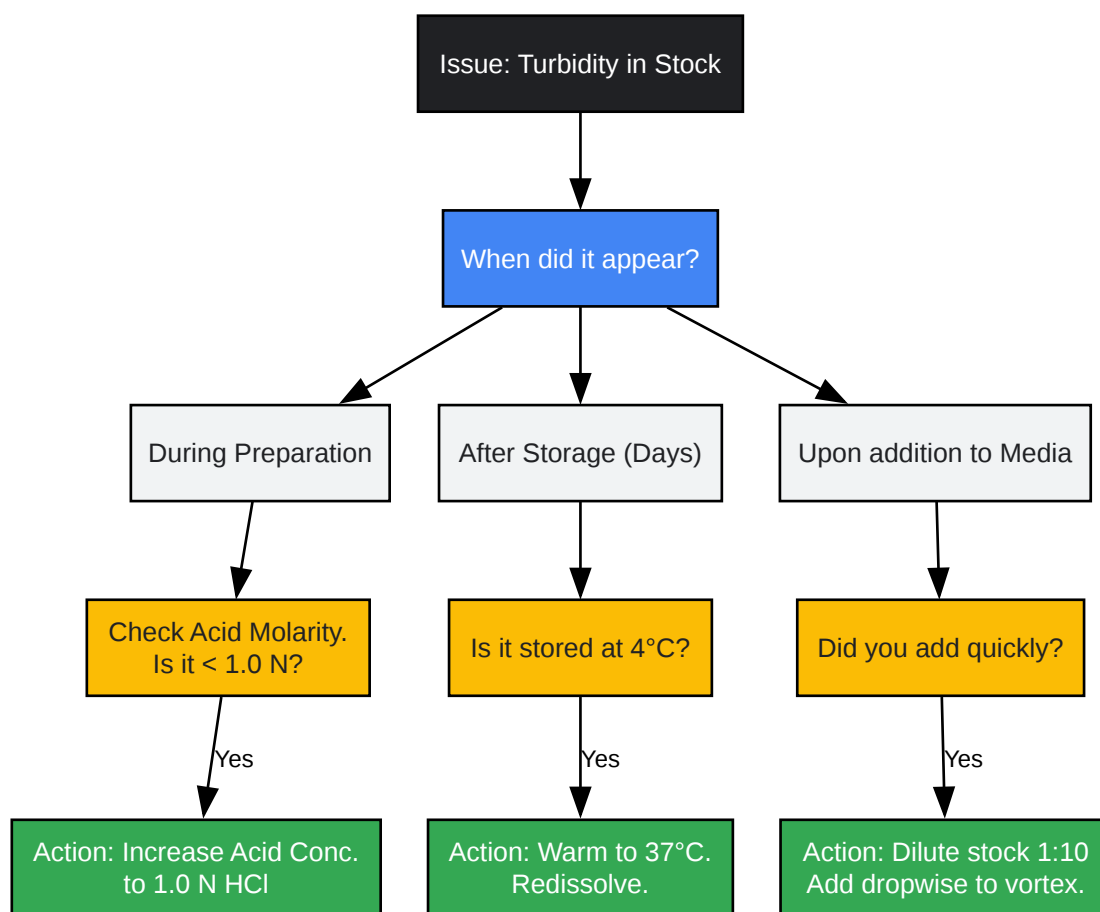 Issue: Turbidity in Stock
When did it appear?
During Preparation
After Storage (Days)
Upon addition to Media
Check Acid Molarity.
Is it < 1.0 N?
Is it stored at 4°C?
Did you add quickly?
Yes
Yes
Yes
Action: Increase Acid Conc.
to 1.0 N HCl
Action: Warm to 37°C.
Redissolve.
Action: Dilute stock 1:10
Add dropwise to vortex.